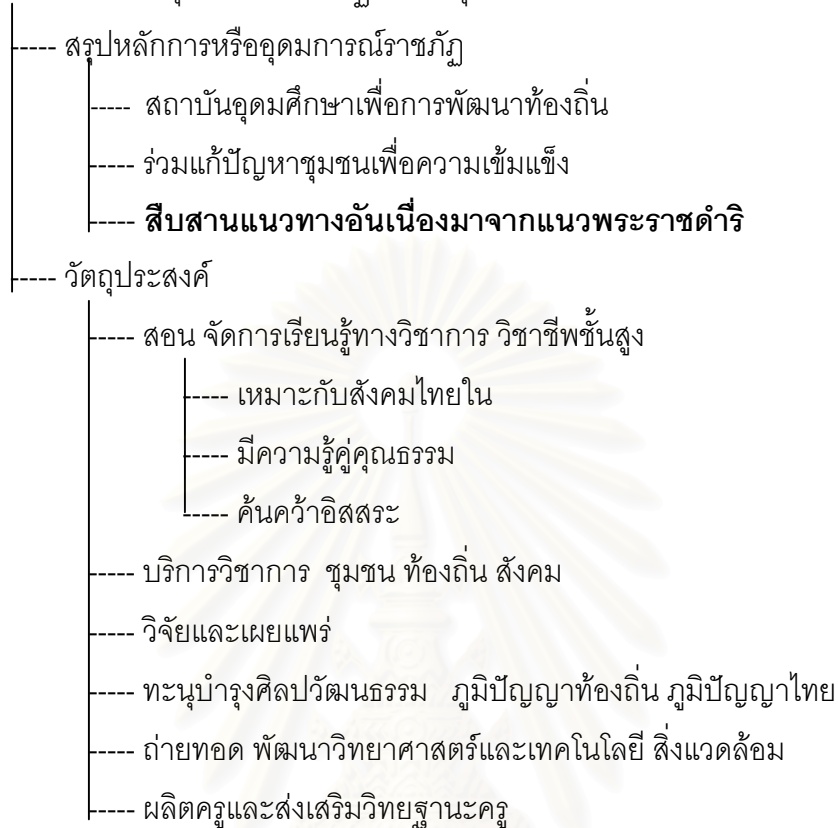 ----- สรุปหลักการหรืออุดมการณ์ราชภัฏ
----- สถาบันอุดมศึกษาเพื่อการพัฒนาท้องถิ่น
----- ร่วมแก้ปัญหาชุมชนเพื่อความเข้มแข็ง
----- สืบสานแนวทางอันเนื่องมาจากแนวพระราชดำริ
----- วัตถุประสงค์
----- สอน จัดการเรียนรู้ทางวิชาการ วิชาชีพชั้นสูง
----- เหมาะกับสังคมไทยใน
----- มีความรู้คู่คุณธรรม
----- ค้นคว้าอิสสระ
----- บริการวิชาการ ชุมชน ท้องถิ่น สังคม
----- วิจัยและเผยแพร่
----- ทะนุบำรุงศิลปวัฒนธรรม ภูมิปัญญาท้องถิ่น ภูมิปัญญาไทย
----- ถ่ายทอด พัฒนาวิทยาศาสตร์และเทคโนโลยี สิ่งแวดล้อม
----- ผลิตครูและส่งเสริมวิทยฐานะครู